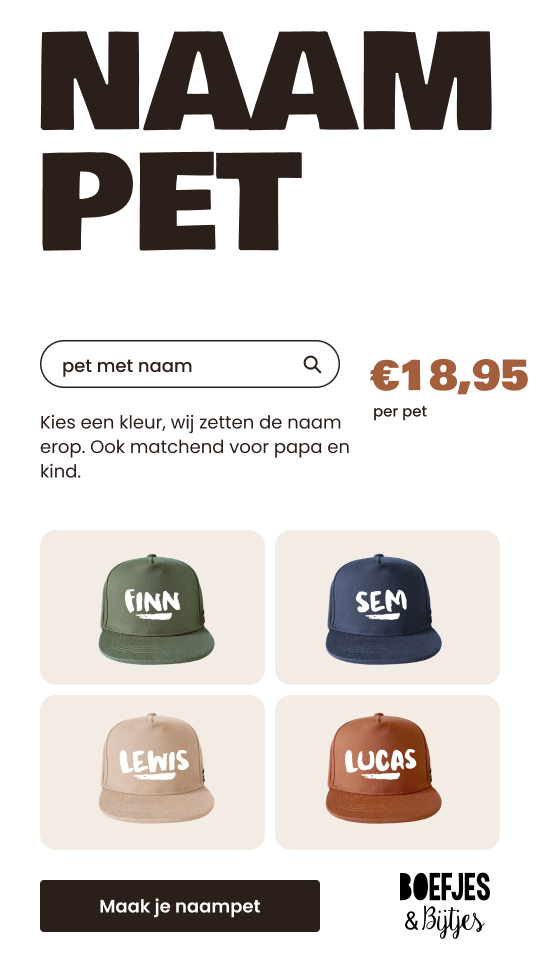 NAAM
PET
pet met naam
€18,95
per pet
Kies een kleur, wij zetten de naam
erop. Ook matchend voor papa en
kind.
FINN
SEM
LEWIS
LUCAS
Maak je naampet
BOEFJES
& Bijtjes